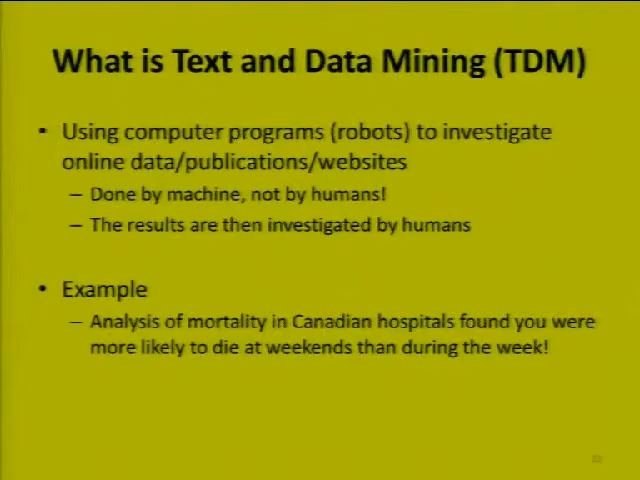 What is Text and Data Mining (TDM)
• Using computer programs (robots) to investigate
online data/publications/websites
– Done by machine, not by humans!
– The results are then investigated by humans
• Example
– Analysis of mortality in Canadian hospitals found you were
more likely to die at weekends than during the week!